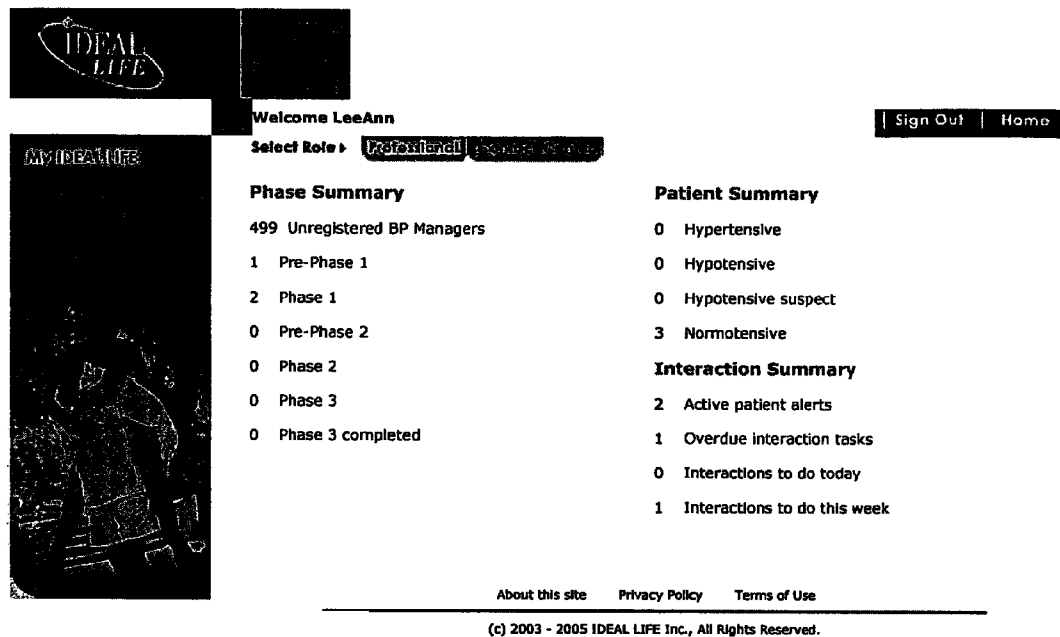 IDEAL
LIFE
Welcome LeeAnn
| Sign Out | Home
My IDEAL LIFE
Select Role Professional
Phase Summary
499 Unregistered BP Managers
1 Pre-Phase 1
2 Phase 1
0 Pre-Phase 2
0 Phase 2
0 Phase 3
0 Phase 3 completed
Patient Summary
0 Hypertensive
0 Hypotensive
0 Hypotensive suspect
3 Normotensive
Interaction Summary
2 Active patient alerts
1 Overdue interaction tasks
0 Interactions to do today
1 Interactions to do this week
About this site Privacy Policy Terms of Use
(c) 2003 - 2005 IDEAL LIFE Inc., All Rights Reserved.